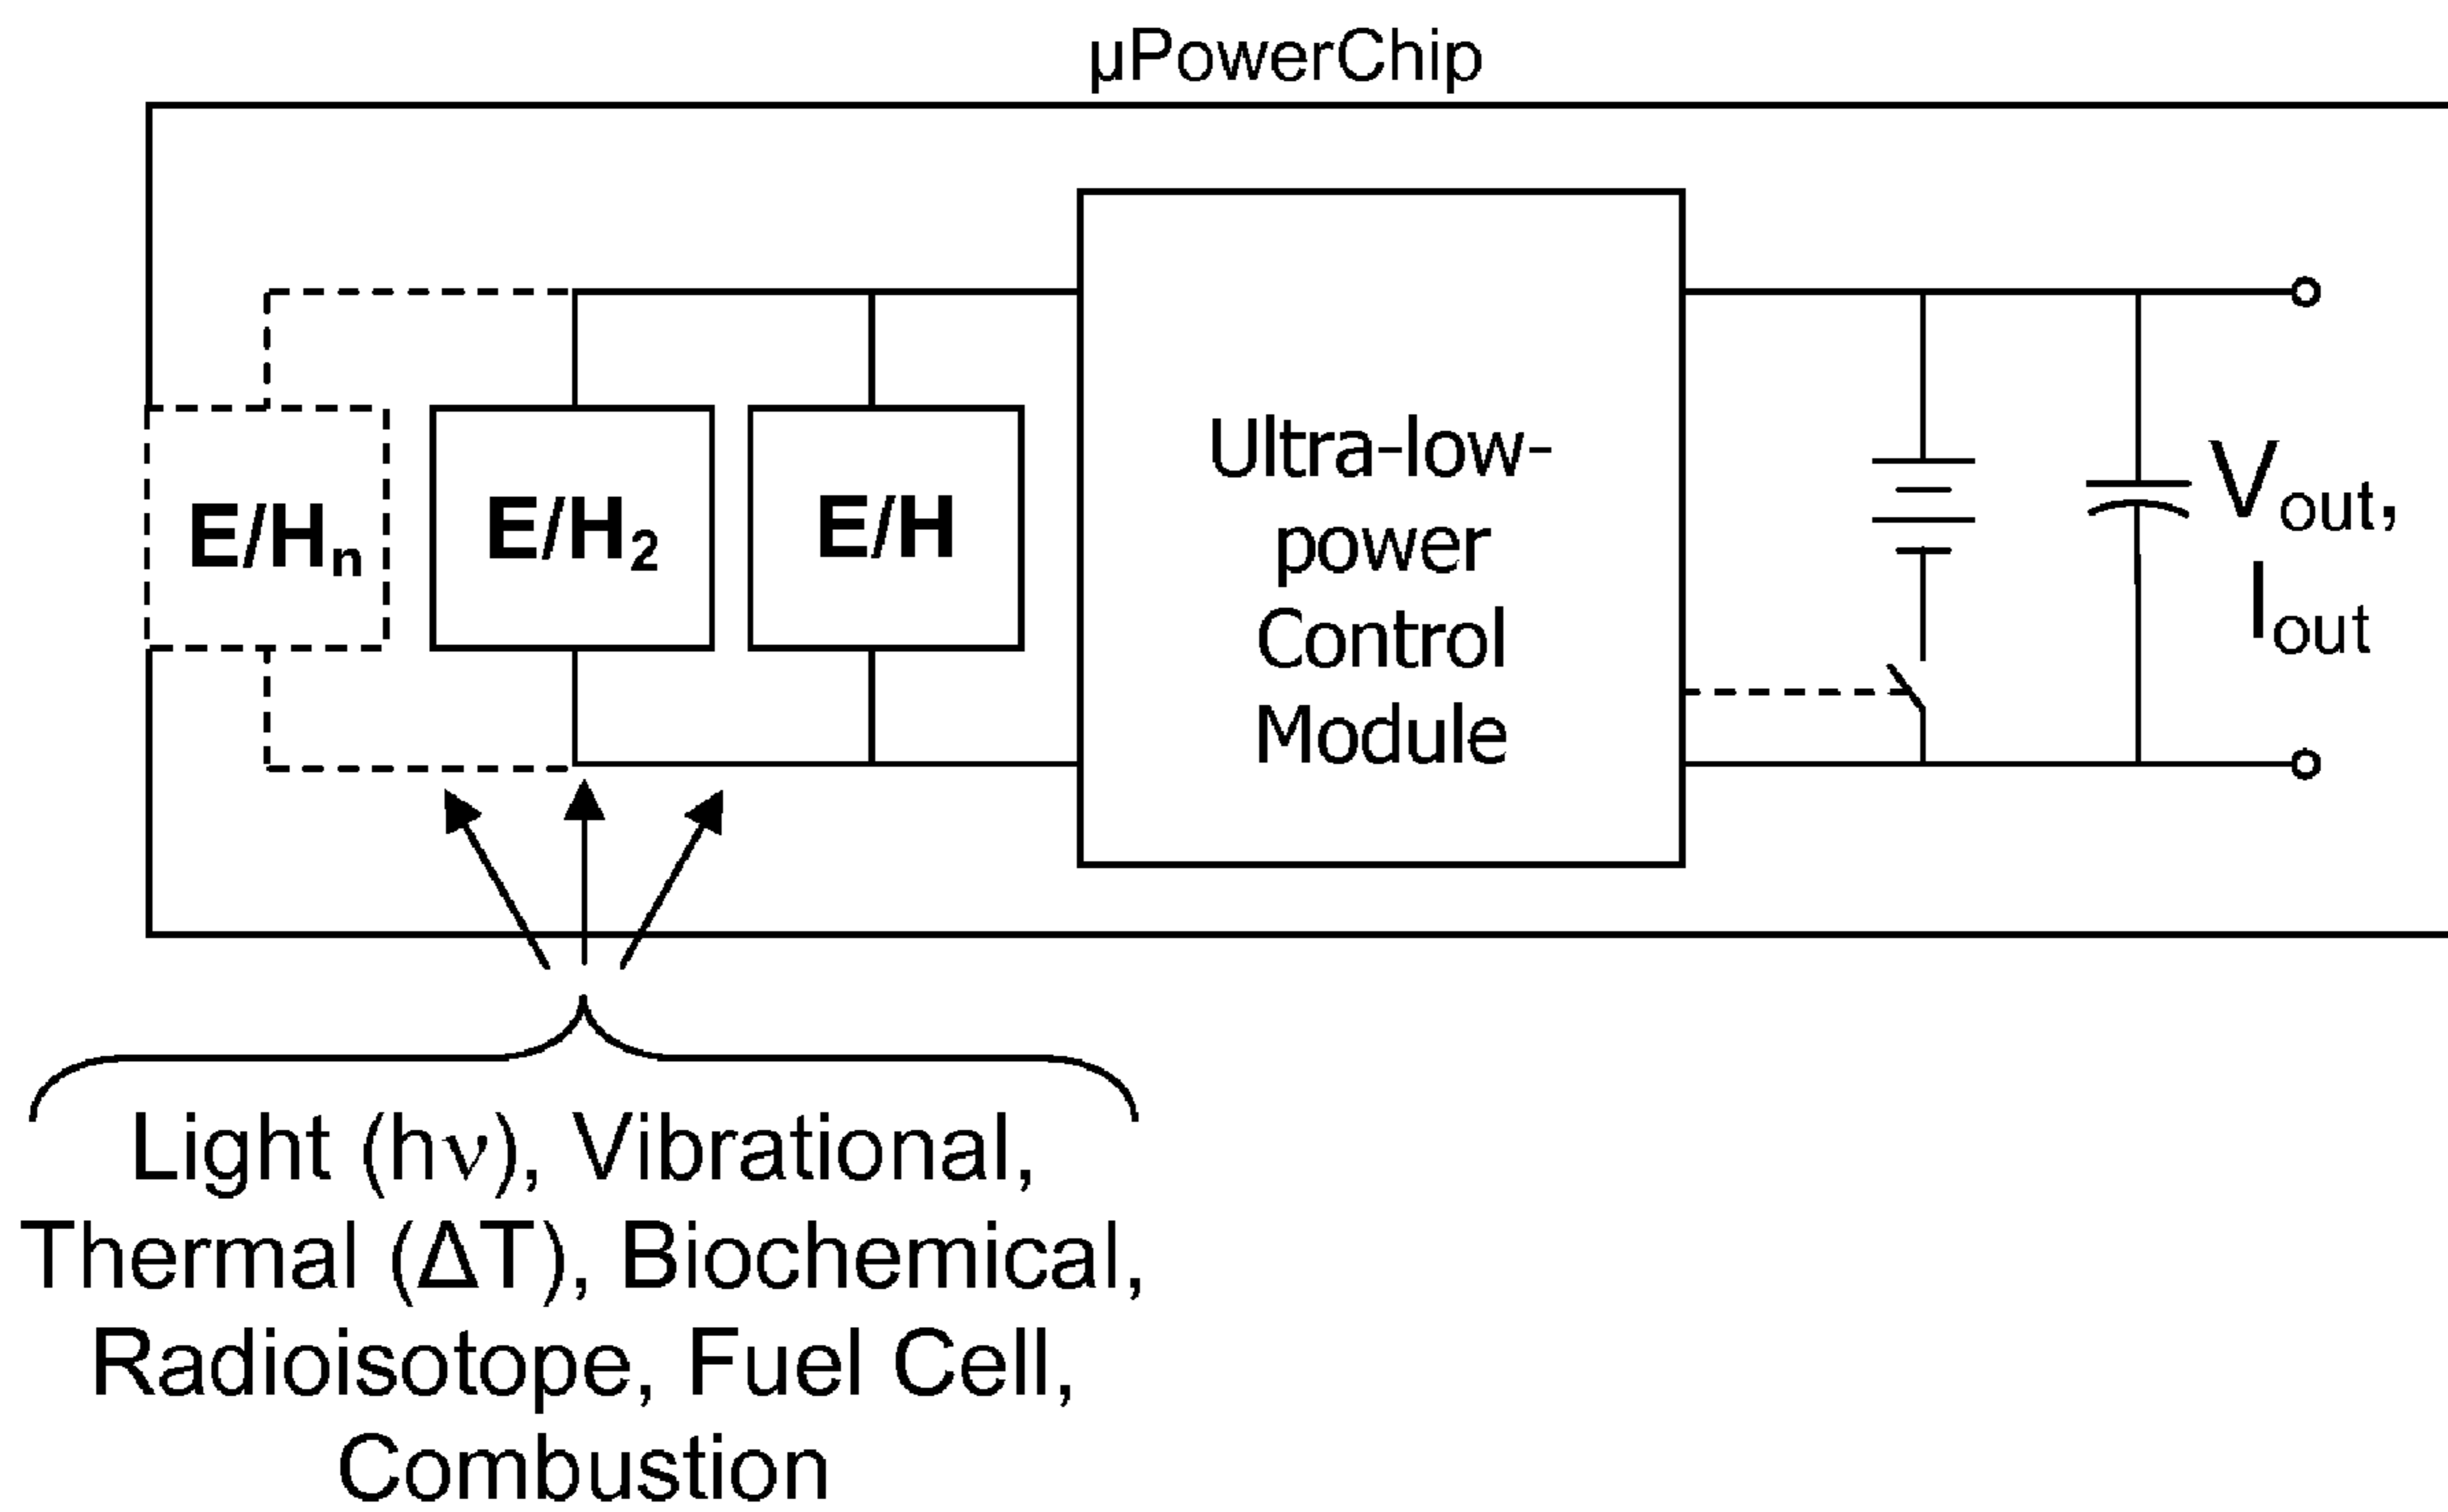 µPowerChip
E/Hₙ
E/H₂
E/H
Ultra-low-
power
Control
Module
Vout,
Iout
Light (hν), Vibrational,
Thermal (ΔT), Biochemical,
Radioisotope, Fuel Cell,
Combustion